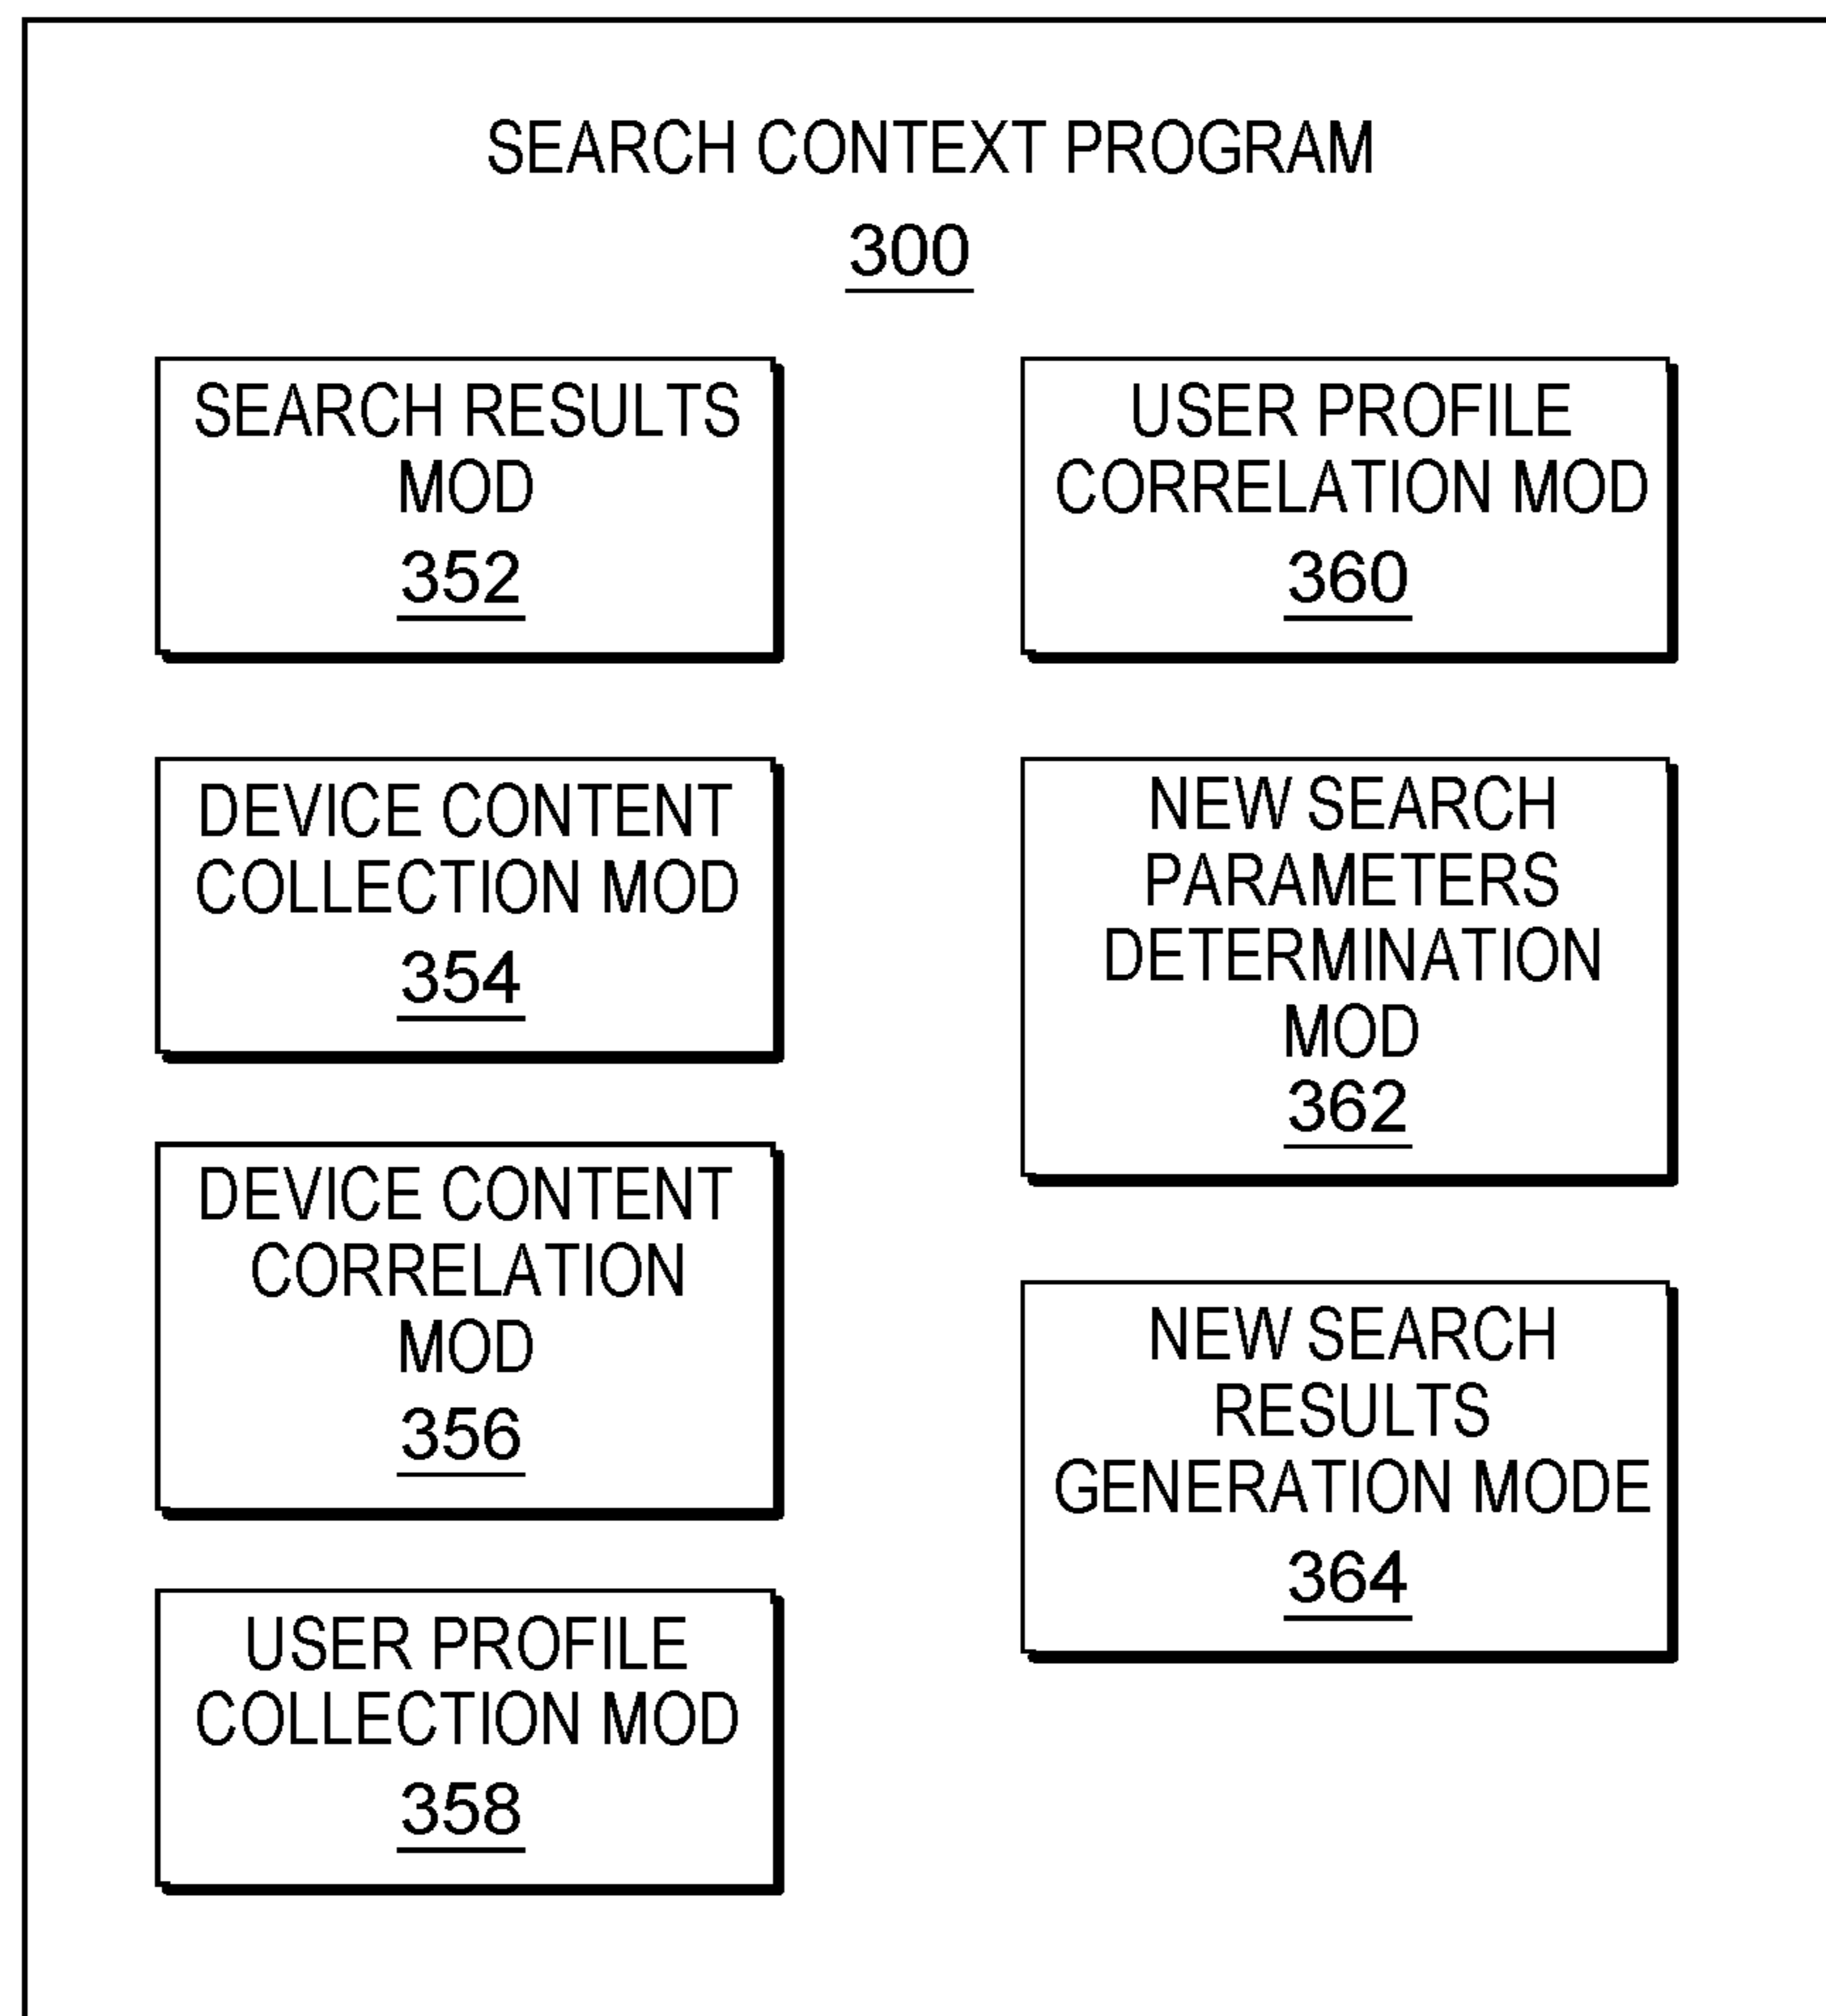 SEARCH CONTEXT PROGRAM
300
SEARCH RESULTS
MOD
352
DEVICE CONTENT
COLLECTION MOD
354
DEVICE CONTENT
CORRELATION
MOD
356
USER PROFILE
COLLECTION MOD
358
USER PROFILE
CORRELATION MOD
360
NEW SEARCH
PARAMETERS
DETERMINATION
MOD
362
NEW SEARCH
RESULTS
GENERATION MODE
364